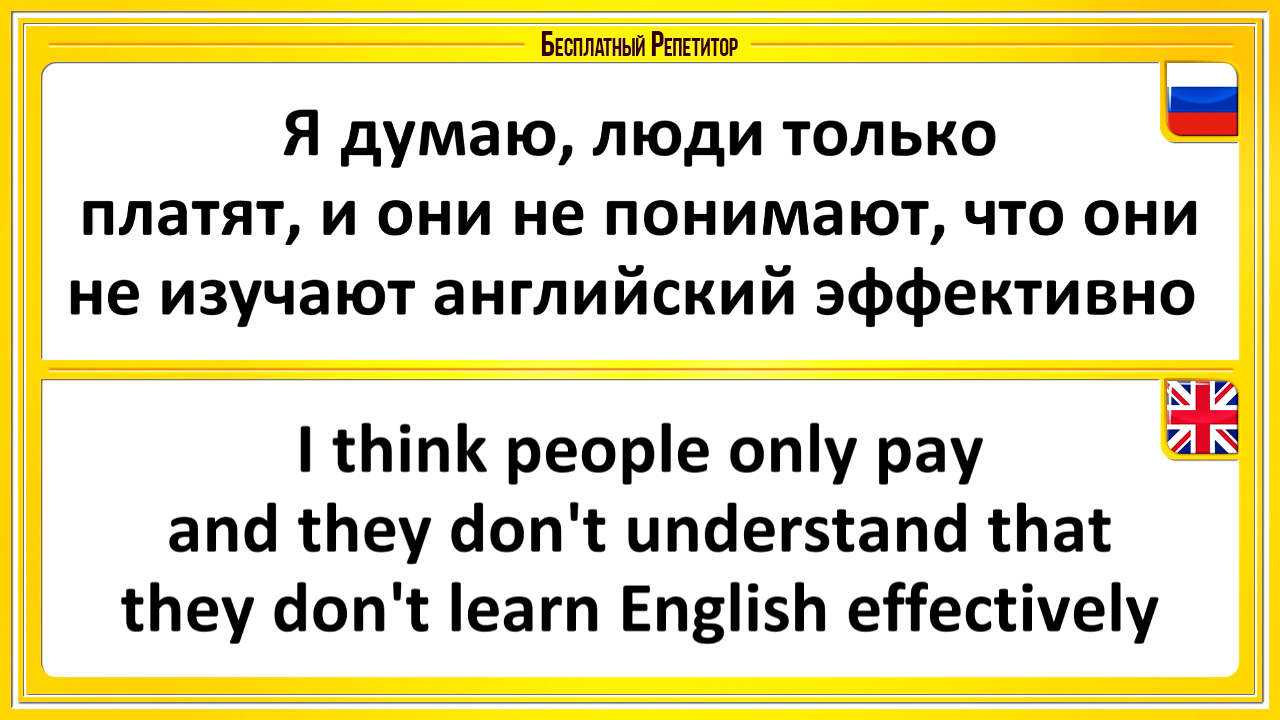 Бесплатный Репетитор
Я думаю, люди только
платят, и они не понимают, что они
не изучают английский эффективно
I think people only pay
and they don't understand that
they don't learn English effectively